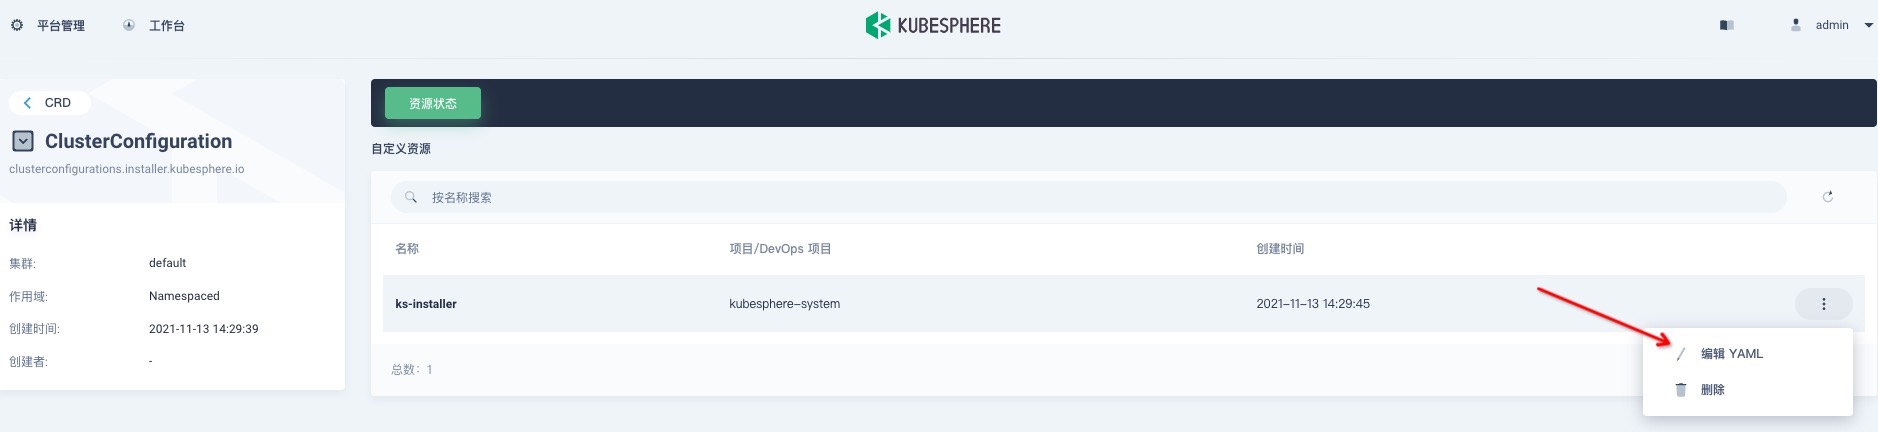 平台管理
工作台
KUBESPHERE
admin
CRD
ClusterConfiguration
clusterconfigurations.installer.kubesphere.io
详情
集群: default
作用域: Namespaced
创建时间: 2021-11-13 14:29:39
创建者: -
资源状态
自定义资源
按名称搜索
名称 项目/DevOps 项目 创建时间
ks-installer kubesphere-system 2021-11-13 14:29:45
编辑 YAML
删除
总数: 1